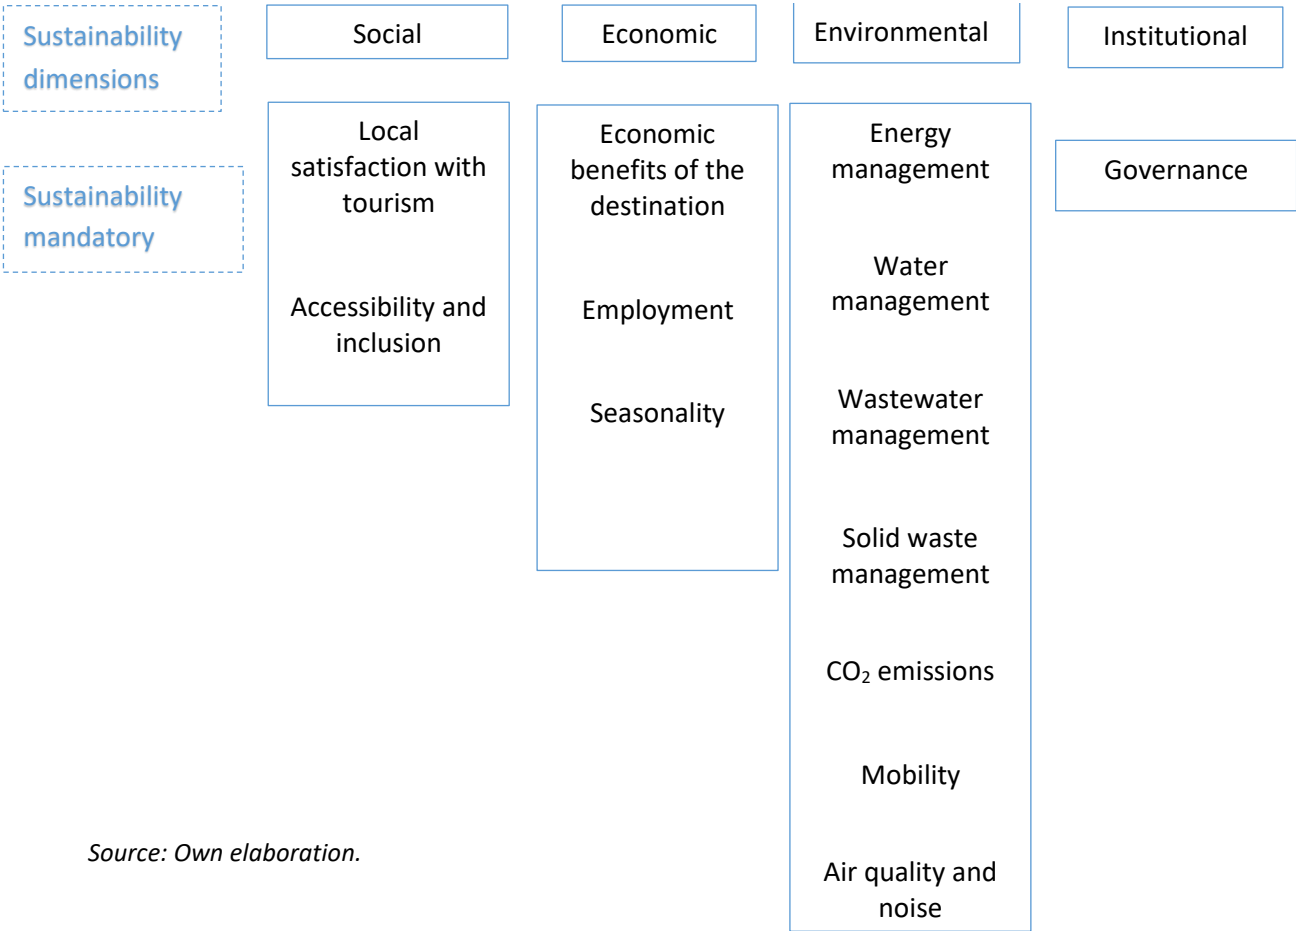 Sustainability
dimensions
Social
Economic
Environmental
Institutional
Sustainability
mandatory
Local
satisfaction with
tourism
Accessibility and
inclusion
Economic
benefits of the
destination
Employment
Seasonality
Energy
management
Water
management
Wastewater
management
Solid waste
management
CO₂ emissions
Mobility
Air quality and
noise
Governance
Source: Own elaboration.